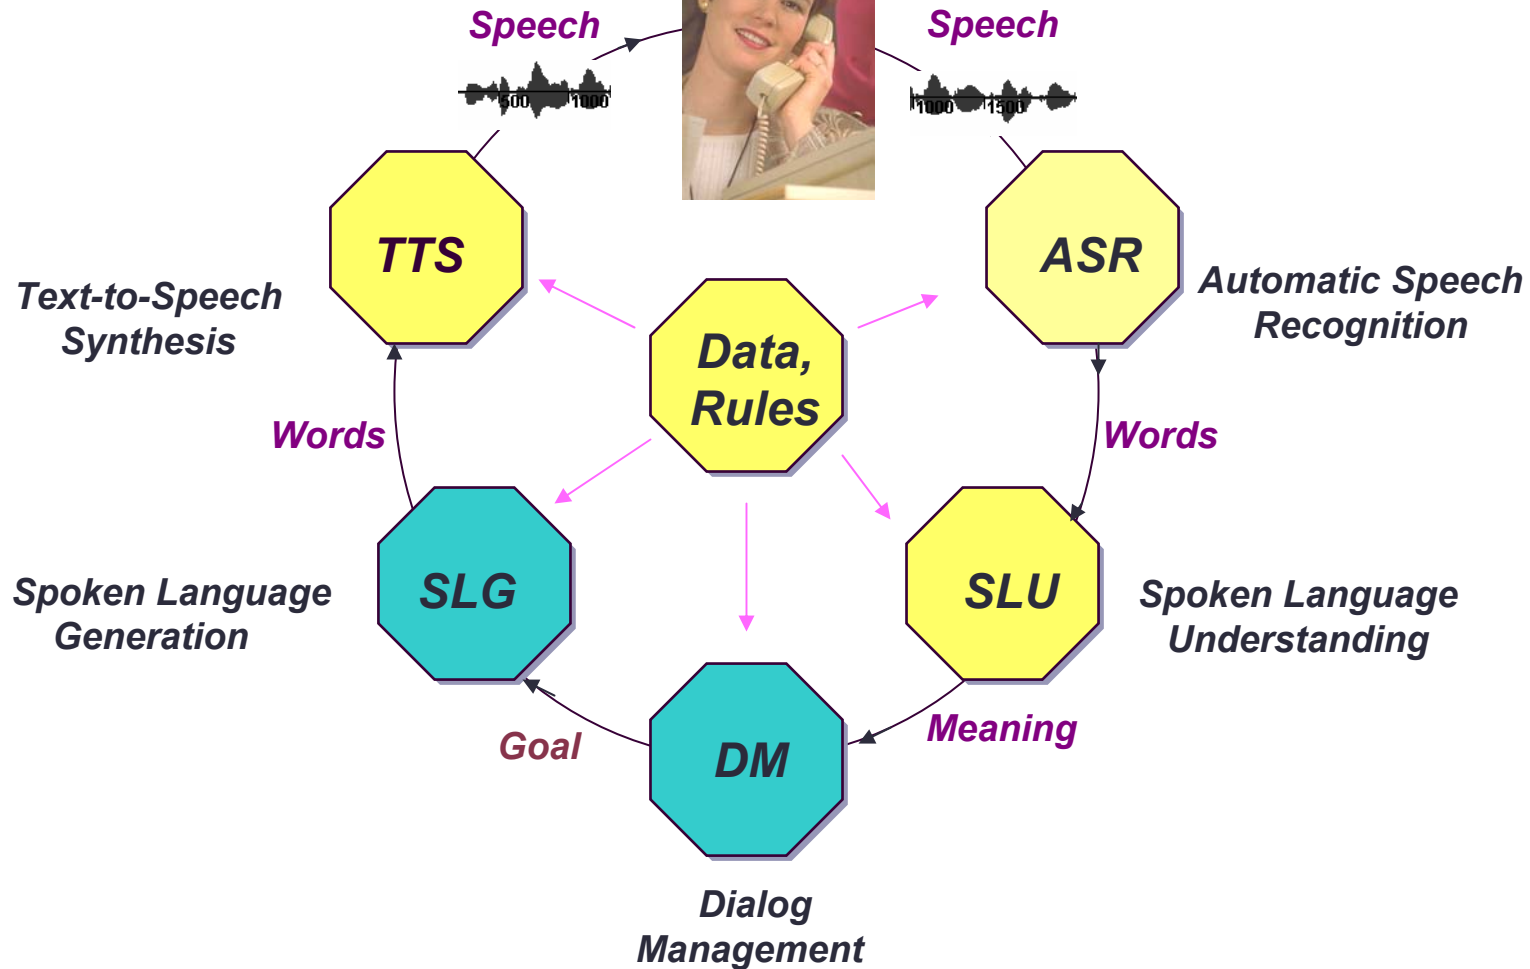 Speech
Speech
500 1000
1000 1500
TTS
ASR
Text-to-Speech
Synthesis
Automatic Speech
Recognition
Data,
Rules
Words
Words
SLG
SLU
Spoken Language
Generation
Spoken Language
Understanding
Goal
Meaning
DM
Dialog
Management